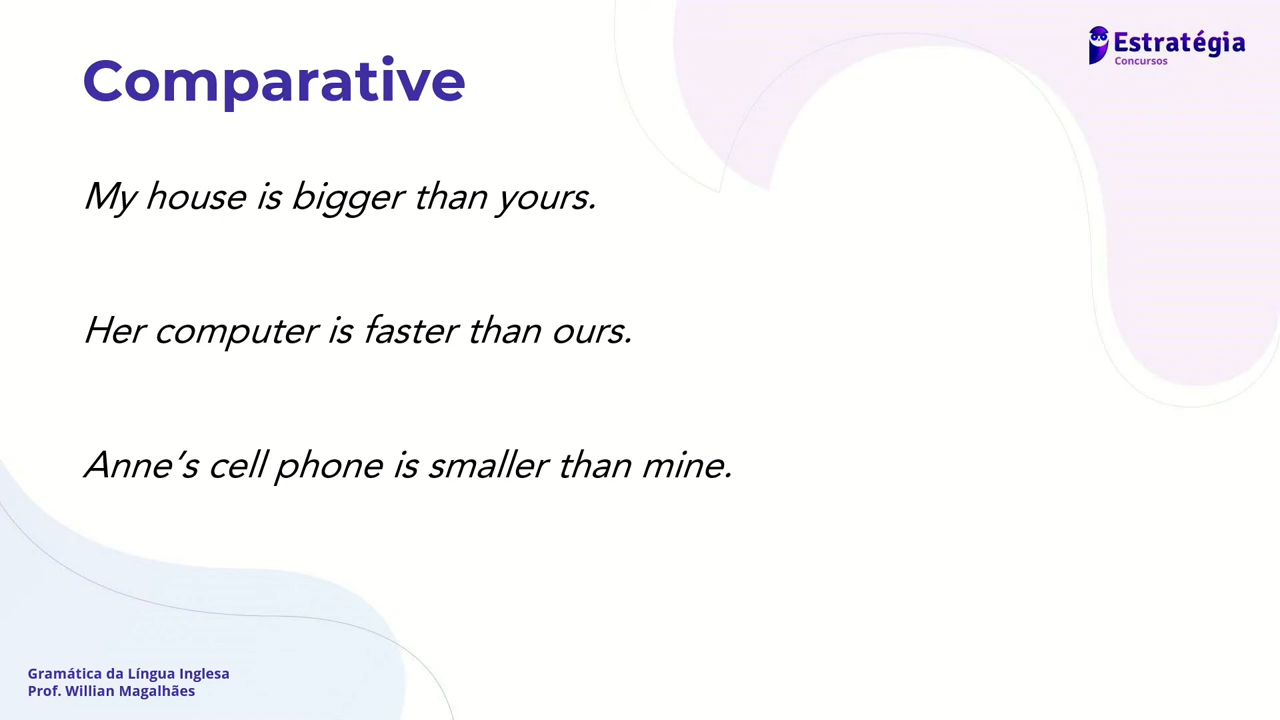 Estratégia
Concursos
Comparative
My house is bigger than yours.
Her computer is faster than ours.
Anne’s cell phone is smaller than mine.
Gramática da Língua Inglesa
Prof. Willian Magalhães